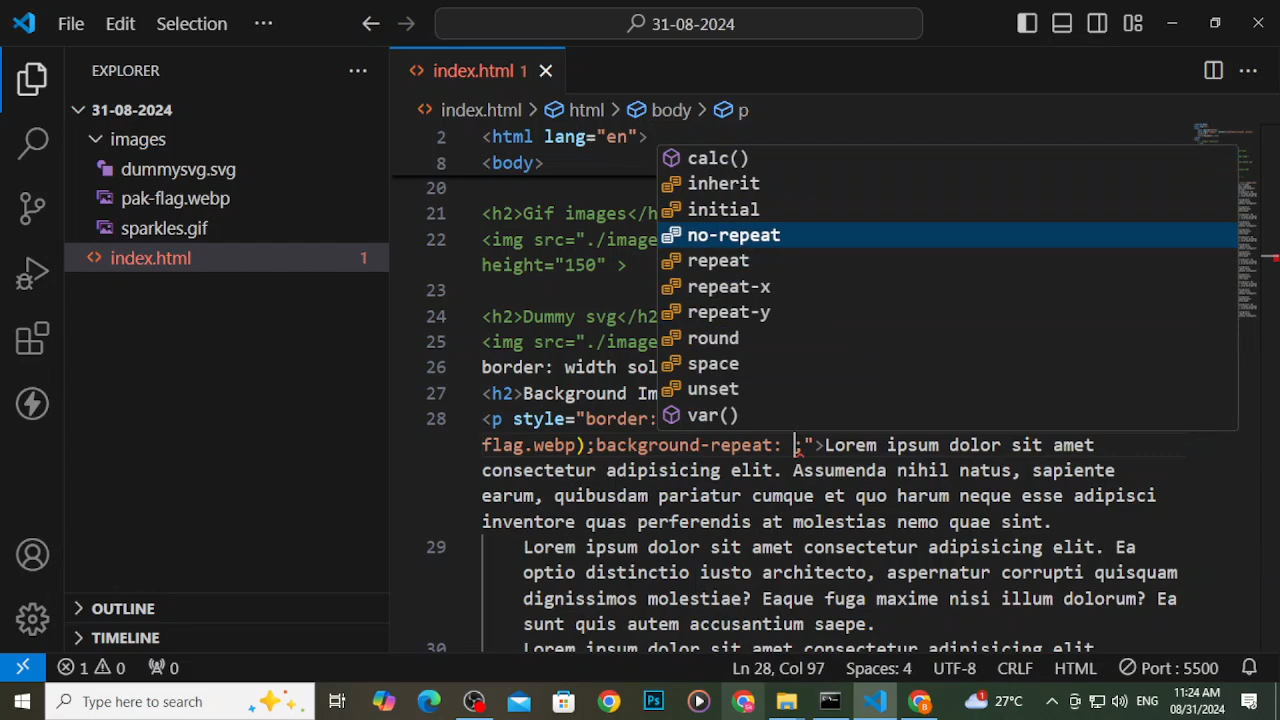 File Edit Selection ··· 31-08-2024
EXPLORER ···
index.html 1
31-08-2024
images
dummysvg.svg
pak-flag.webp
sparkles.gif
index.html 1
OUTLINE
TIMELINE
index.html > html > body > p
2 <html lang="en">
8 <body>
20
21 <h2>Gif images</h
22 <img src="./image
height="150" >
23
24 <h2>Dummy svg</h2
25 <img src="./image
26 border: width sol
27 <h2>Background Im
28 <p style="border:
flag.webp);background-repeat: ;">Lorem ipsum dolor sit amet
consectetur adipisicing elit. Assumenda nihil natus, sapiente
earum, quibusdam pariatur cumque et quo harum neque esse adipisci
inventore quas perferendis at molestias nemo quae sint.
29 Lorem ipsum dolor sit amet consectetur adipisicing elit. Ea
optio distinctio iusto architecto, aspernatur corrupti quisquam
dignissimos molestiae? Eaque fuga maxime nisi illum dolorum? Ea
sunt quis autem accusantium saepe.
30 Lorem ipsum dolor sit amet consectetur adipisicing elit.
calc()
inherit
initial
no-repeat
repeat
repeat-x
repeat-y
round
space
unset
var()
1 0 0 Ln 28, Col 97 Spaces: 4 UTF-8 CRLF HTML Port : 5500
Type here to search 27°C ENG 11:24 AM
08/31/2024